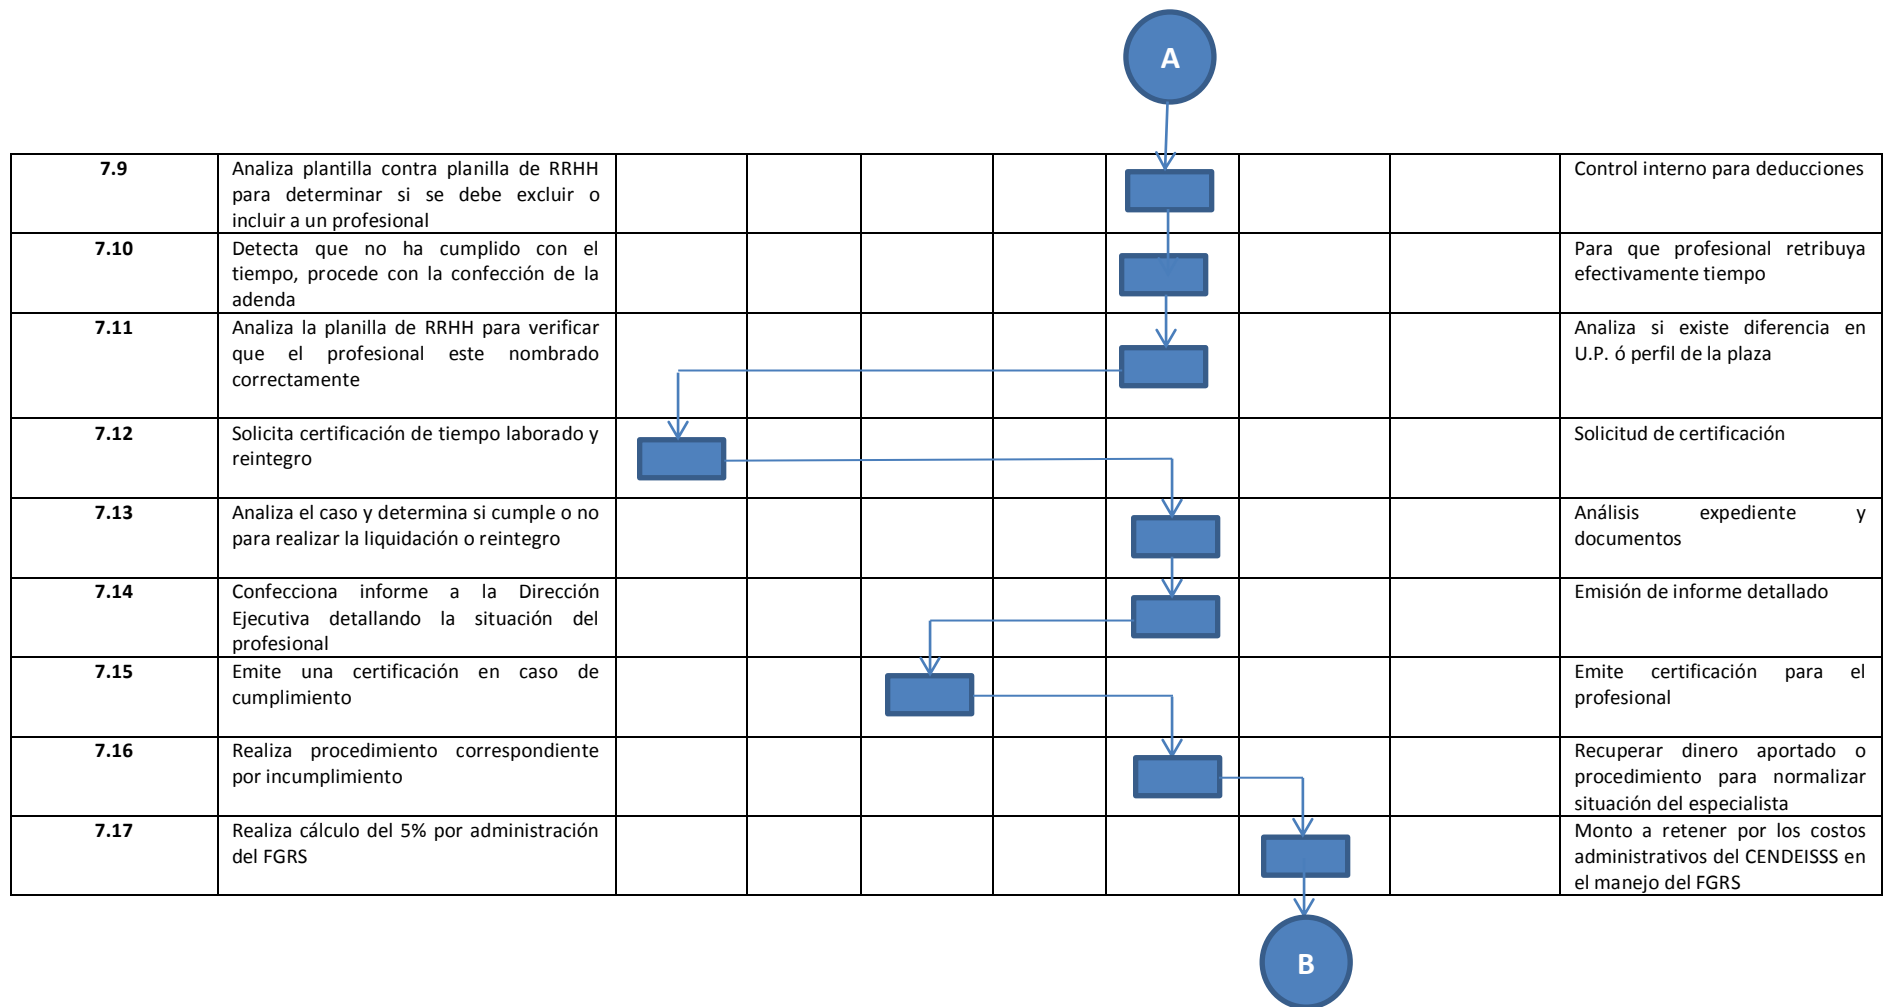 A
7.9
Analiza plantilla contra planilla de RRHH
para determinar si se debe excluir o
incluir a un profesional
Control interno para deducciones
7.10
Detecta que no ha cumplido con el
tiempo, procede con la confección de la
adenda
Para que profesional retribuya
efectivamente tiempo
7.11
Analiza la planilla de RRHH para verificar
que el profesional este nombrado
correctamente
Analiza si existe diferencia en
U.P. ó perfil de la plaza
7.12
Solicita certificación de tiempo laborado y
reintegro
Solicitud de certificación
7.13
Analiza el caso y determina si cumple o no
para realizar la liquidación o reintegro
Análisis expediente y
documentos
7.14
Confecciona informe a la Dirección
Ejecutiva detallando la situación del
profesional
Emisión de informe detallado
7.15
Emite una certificación en caso de
cumplimiento
Emite certificación para el
profesional
7.16
Realiza procedimiento correspondiente
por incumplimiento
Recuperar dinero aportado o
procedimiento para normalizar
situación del especialista
7.17
Realiza cálculo del 5% por administración
del FGRS
Monto a retener por los costos
administrativos del CENDEISSS en
el manejo del FGRS
B